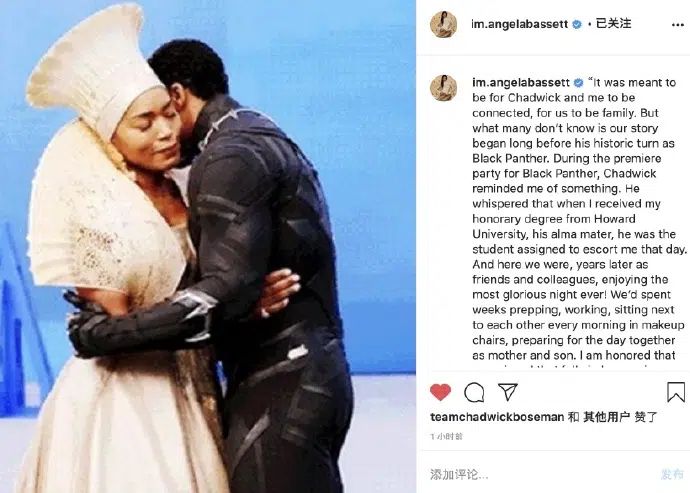 im.angelabassett • 已关注
im.angelabassett “It was meant to
be for Chadwick and me to be
connected, for us to be family. But
what many don’t know is our story
began long before his historic turn as
Black Panther. During the premiere
party for Black Panther, Chadwick
reminded me of something. He
whispered that when I received my
honorary degree from Howard
University, his alma mater, he was the
student assigned to escort me that day.
And here we were, years later as
friends and colleagues, enjoying the
most glorious night ever! We’d spent
weeks prepping, working, sitting next
to each other every morning in makeup
chairs, preparing for the day together
as mother and son. I am honored that
teamchadwickboseman 和 其他用户 赞了
1 小时前
添加评论... 发布